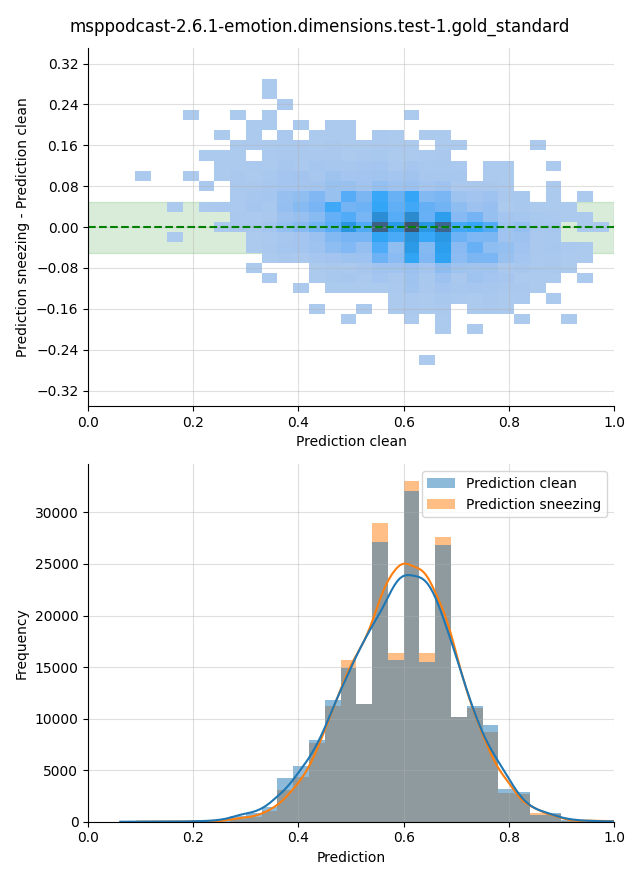 msppodcast-2.6.1-emotion.dimensions.test-1.gold_standard
0.32
0.24
0.16
0.08
0.00
−0.08
−0.16
−0.24
−0.32
Prediction sneezing - Prediction clean
0.0 0.2 0.4 0.6 0.8 1.0
Prediction clean
Prediction clean
Prediction sneezing
30000
25000
20000
15000
10000
5000
0
Frequency
0.0 0.2 0.4 0.6 0.8 1.0
Prediction